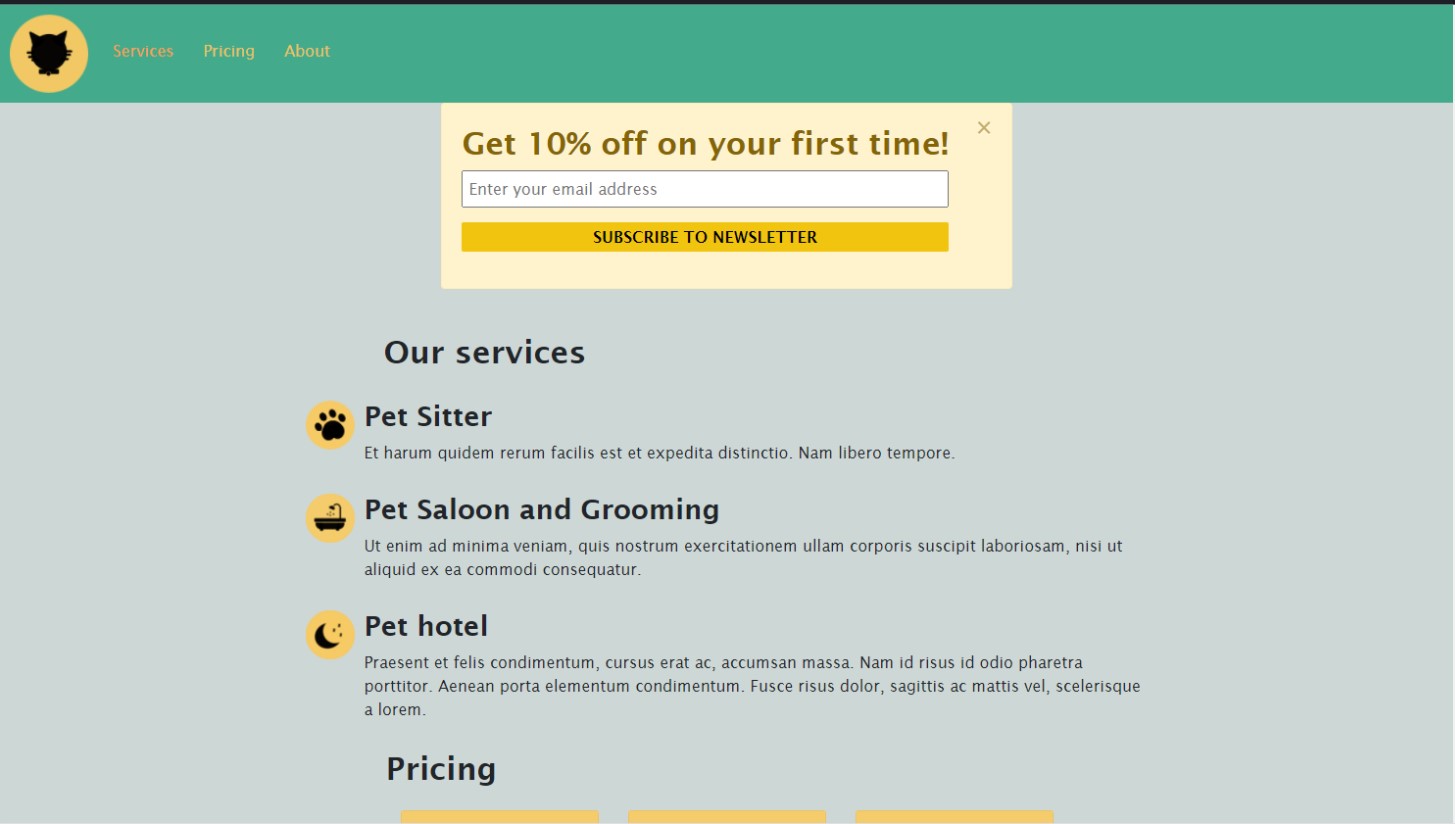 Services Pricing About
Get 10% off on your first time!
×
Enter your email address
SUBSCRIBE TO NEWSLETTER
Our services
Pet Sitter
Et harum quidem rerum facilis est et expedita distinctio. Nam libero tempore.
Pet Saloon and Grooming
Ut enim ad minima veniam, quis nostrum exercitationem ullam corporis suscipit laboriosam, nisi ut
aliquid ex ea commodi consequatur.
Pet hotel
Praesent et felis condimentum, cursus erat ac, accumsan massa. Nam id risus id odio pharetra
porttitor. Aenean porta elementum condimentum. Fusce risus dolor, sagittis ac mattis vel, scelerisque
a lorem.
Pricing